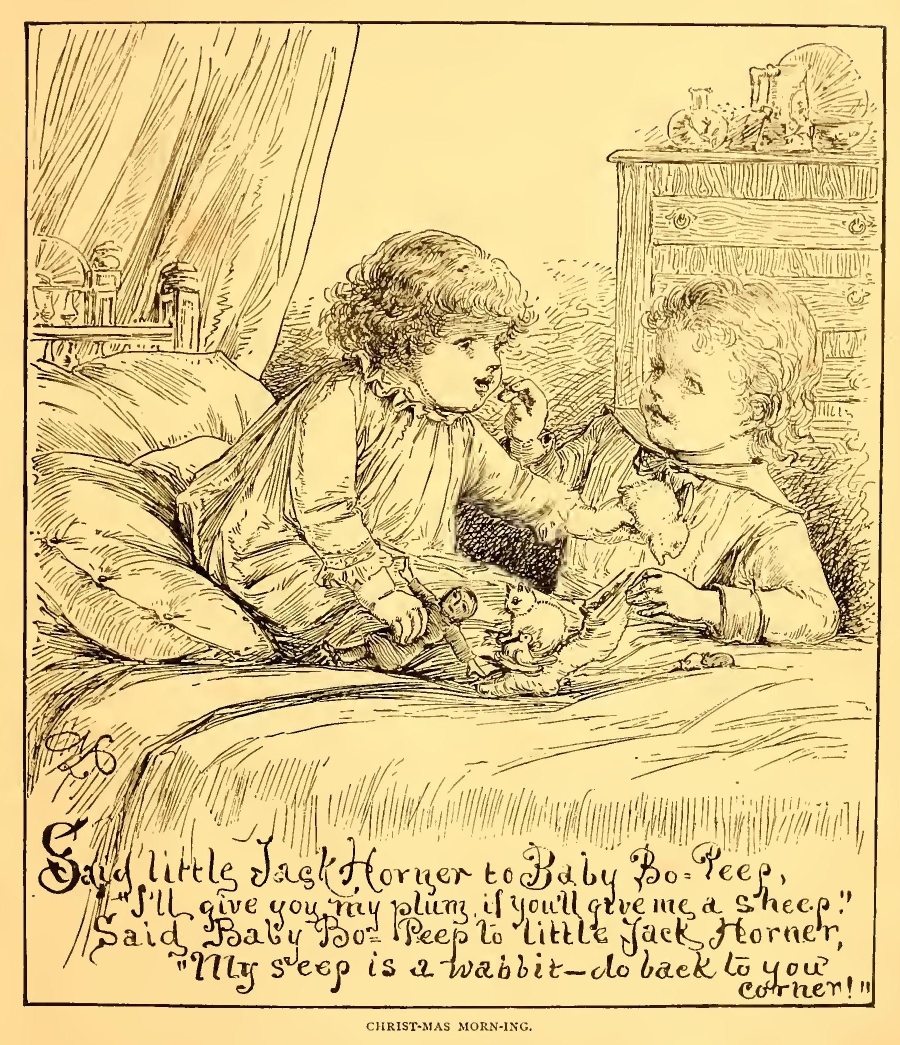 Said little Jack Horner to Baby Bo=Peep,
"I'll give you my plum, if you'll give me a sheep!"
Said Baby Bo=Peep to little Jack Horner,
"My s'eep is a wabbit—do back to you'
corner!"
CHRIST-MAS MORN-ING.